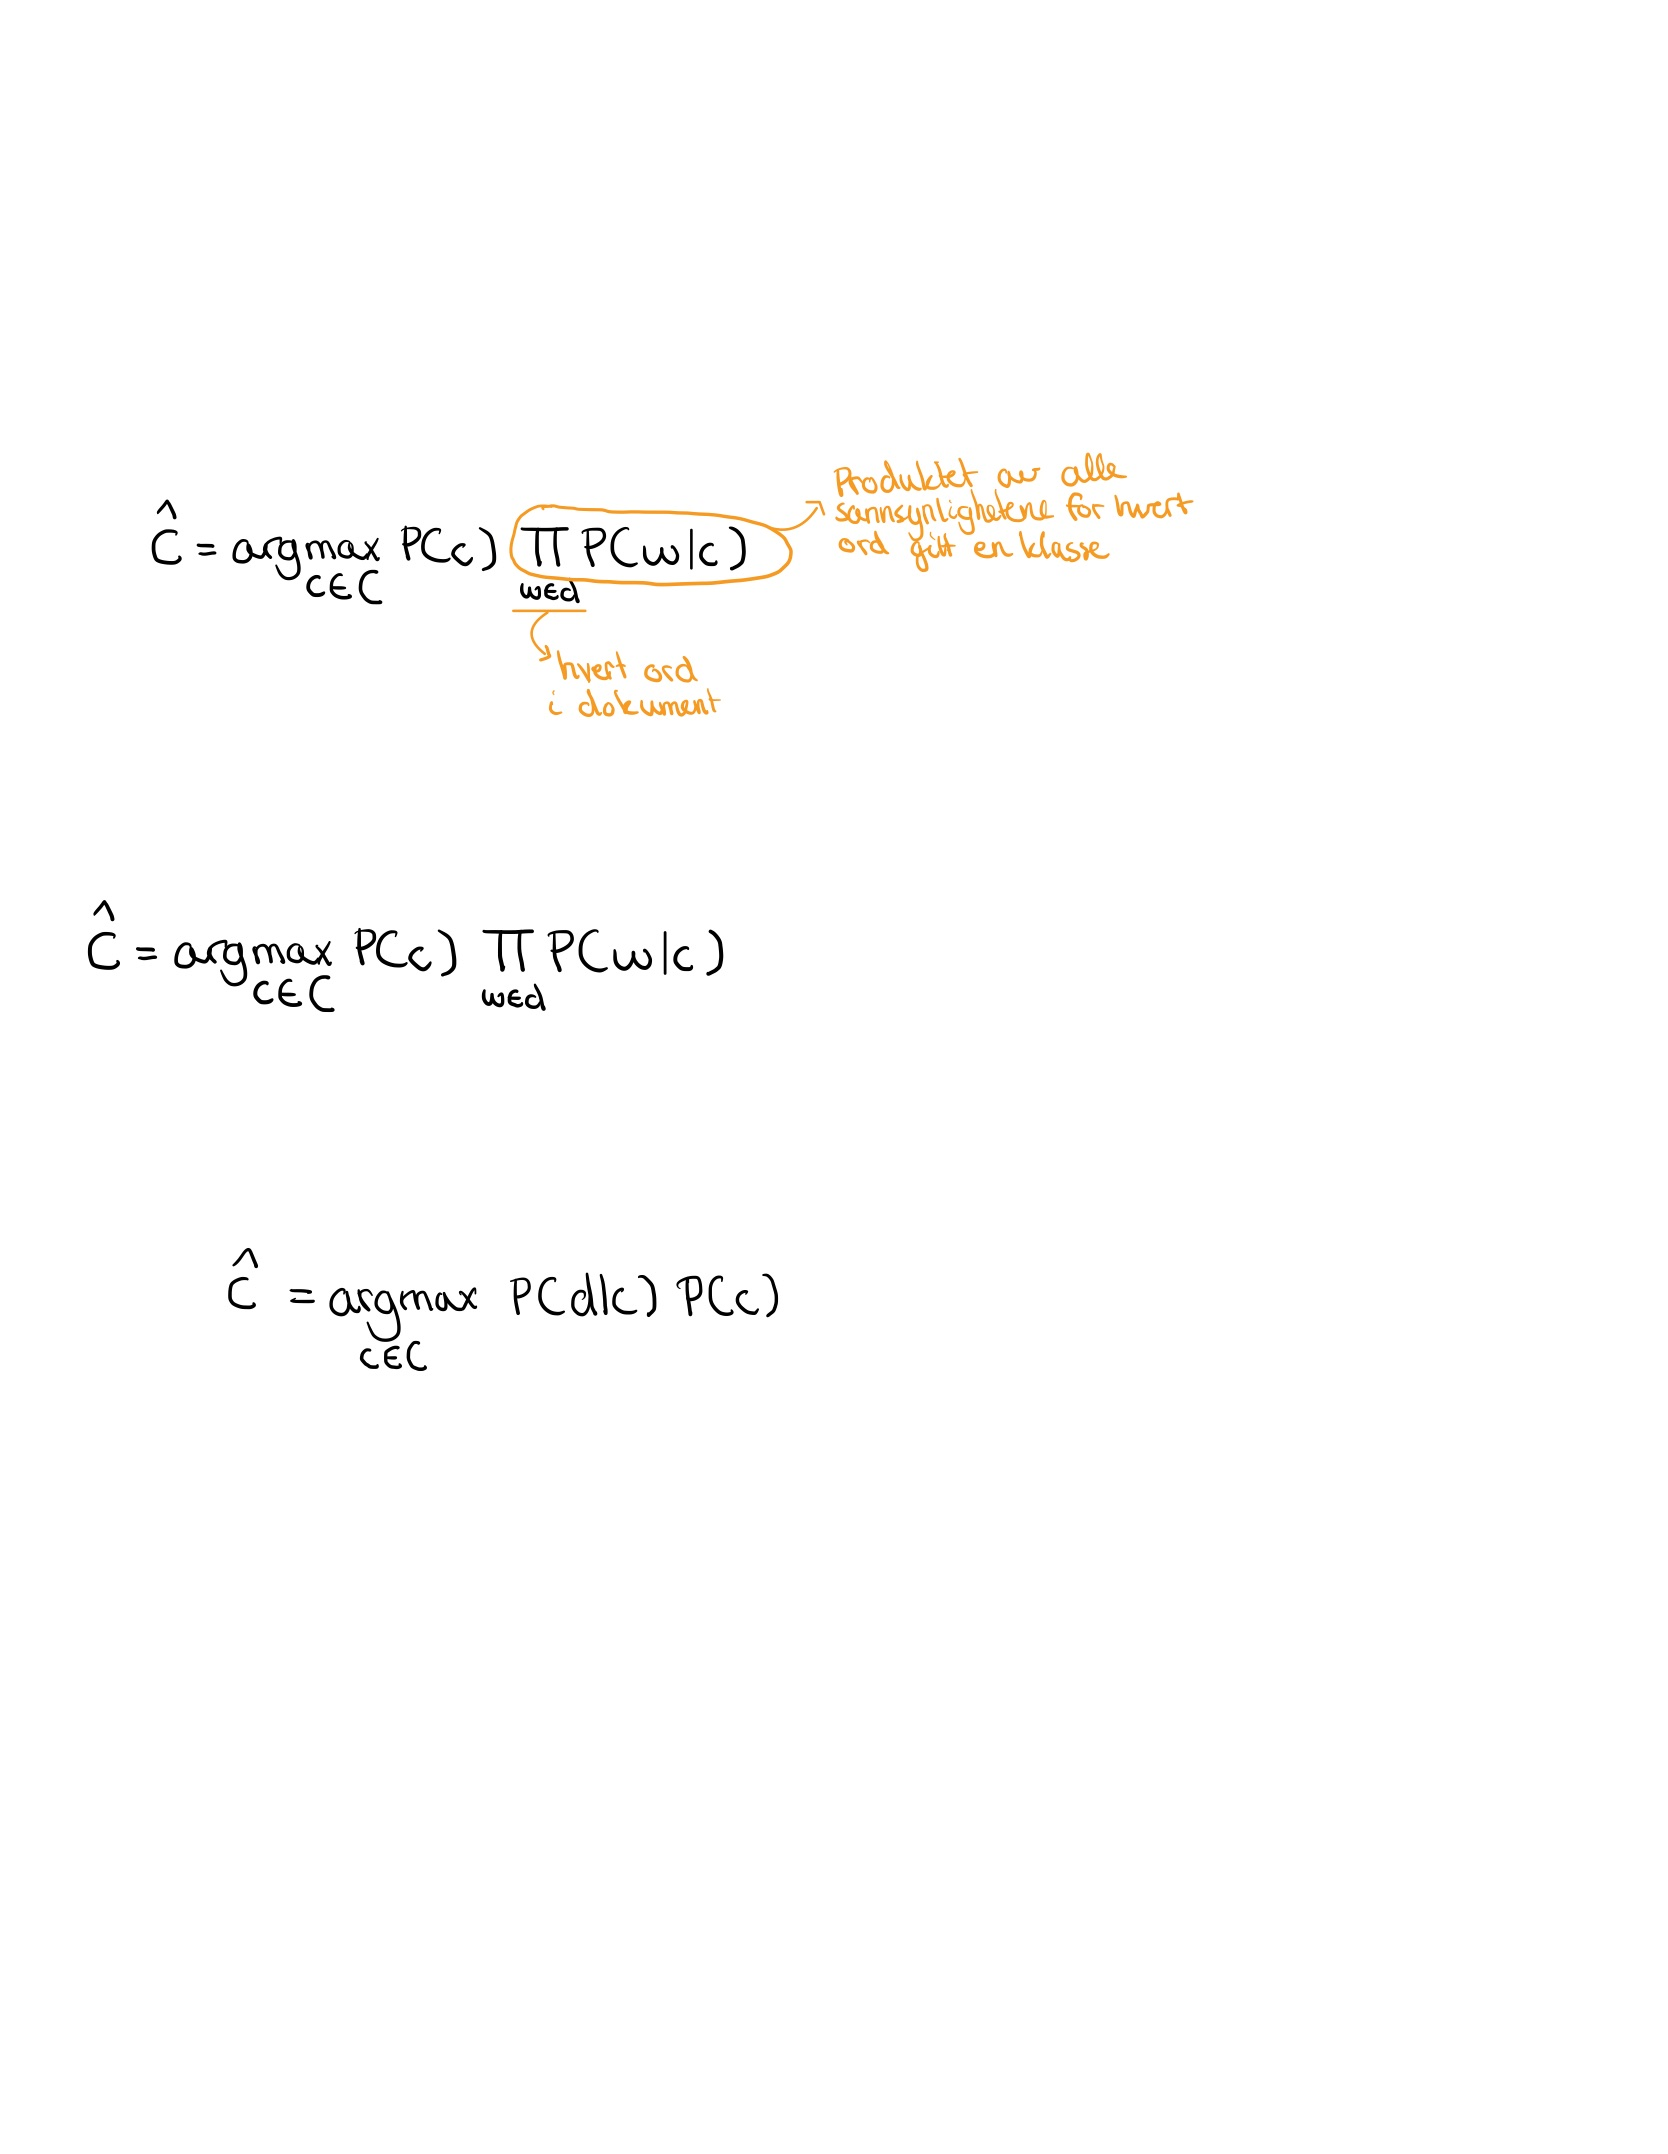 Produktet av alle
sannsynlighetene for hvert
ord gitt en klasse
ĉ = argmax P(c) ∏ P(w|c)
c∈C w∈d
hvert ord
i dokument
ĉ = argmax P(c) ∏ P(w|c)
c∈C w∈d
ĉ = argmax P(d|c) P(c)
c∈C